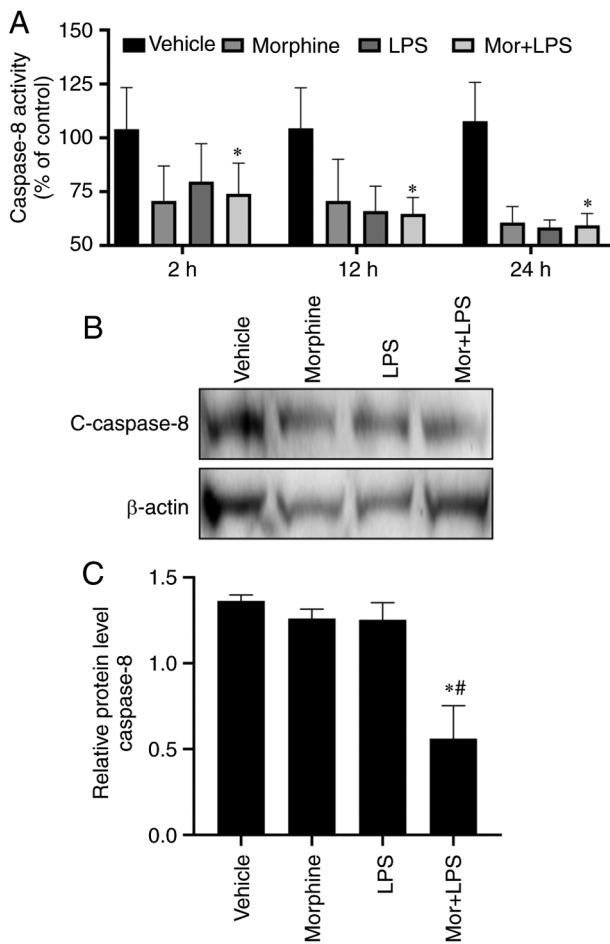 A
Caspase-8 activity
(% of control)
150
125
100
75
50
Vehicle Morphine LPS Mor+LPS
* * *
2 h 12 h 24 h
B
Vehicle Morphine LPS Mor+LPS
C-caspase-8
β-actin
C
Relative protein level
caspase-8
1.5
1.0
0.5
0.0
*#
Vehicle Morphine LPS Mor+LPS